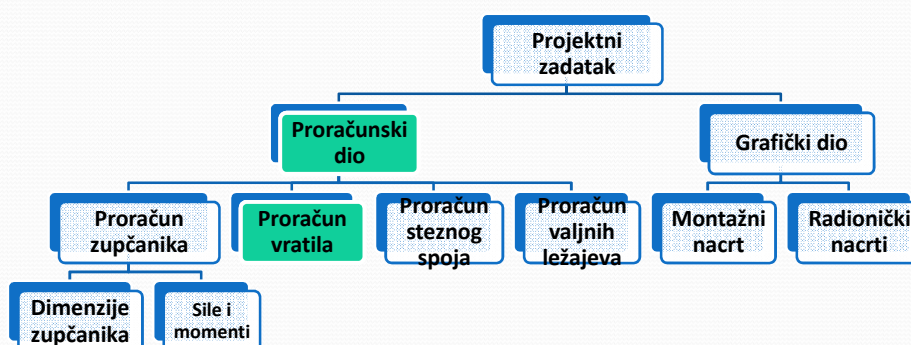 Projektni
zadatak
Proračunski
dio
Grafički dio
Proračun
zupčanika
Proračun
vratila
Proračun
steznog
spoja
Proračun
valjnih
ležajeva
Montažni
nacrt
Radionički
nacrti
Dimenzije
zupčanika
Sile i
momenti